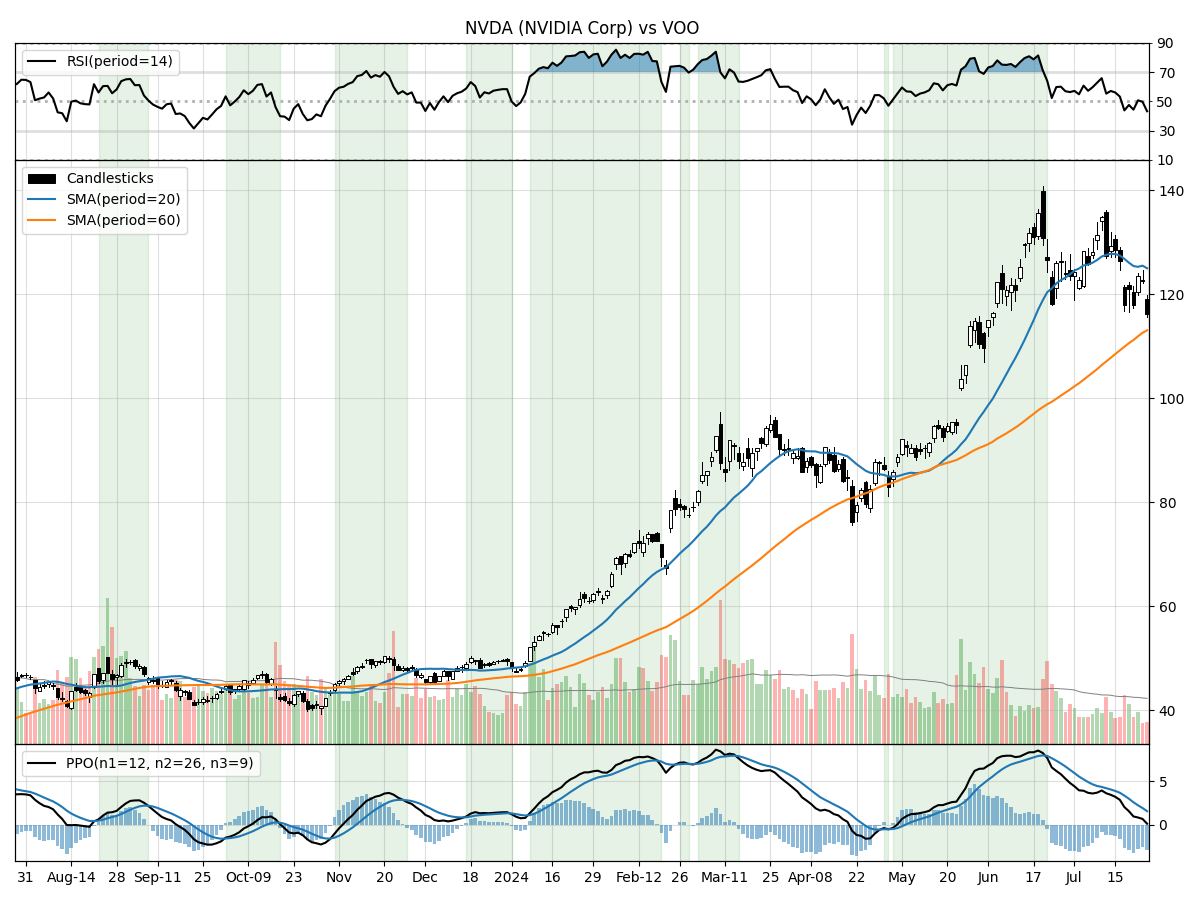 NVDA (NVIDIA Corp) vs VOO
RSI(period=14)
90
70
50
30
10
Candlesticks
SMA(period=20)
SMA(period=60)
140
120
100
80
60
40
PPO(n1=12, n2=26, n3=9)
5
0
31 Aug-14 28 Sep-11 25 Oct-09 23 Nov 20 Dec 18 2024 16 29 Feb-12 26 Mar-11 25 Apr-08 22 May 20 Jun 17 Jul 15